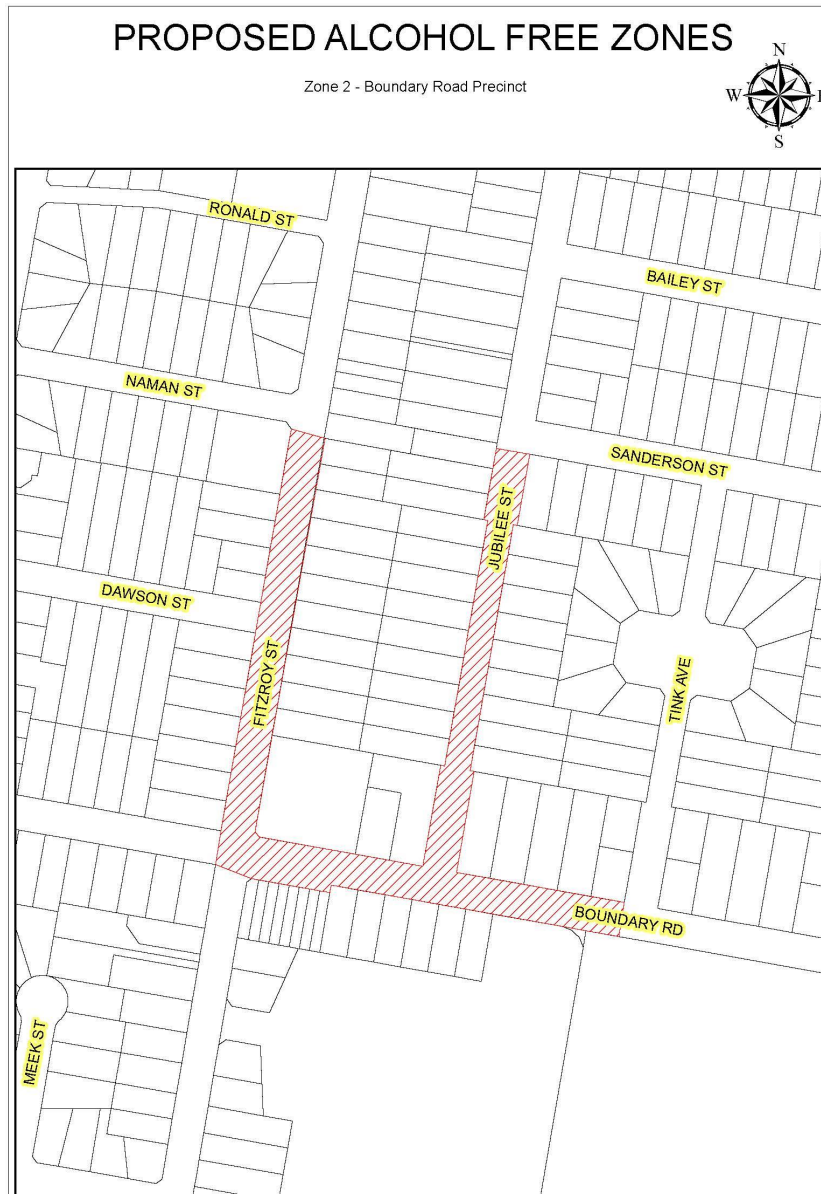 PROPOSED ALCOHOL FREE ZONES
Zone 2 - Boundary Road Precinct
N
W
E
S
RONALD ST
BAILEY ST
NAMAN ST
SANDERSON ST
JUBILEE ST
DAWSON ST
FITZROY ST
TINK AVE
BOUNDARY RD
MEEK ST